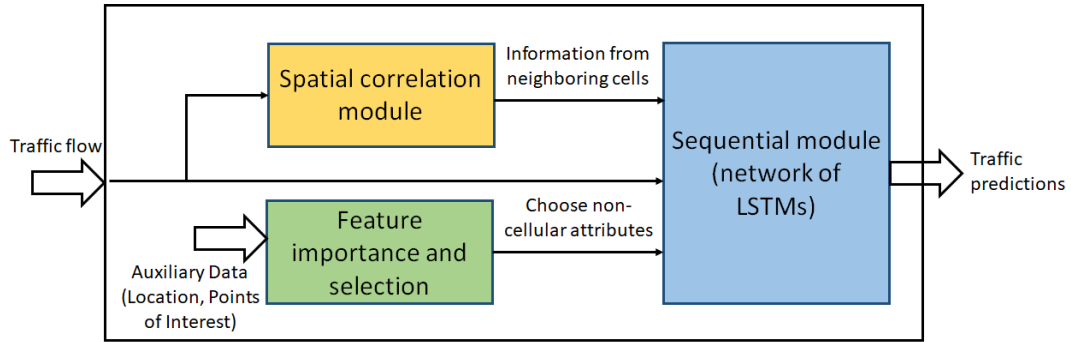 Traffic flow
Spatial correlation
module
Information from
neighboring cells
Sequential module
(network of
LSTMs)
Traffic
predictions
Feature
importance and
selection
Choose non-
cellular attributes
Auxiliary Data
(Location, Points
of Interest)